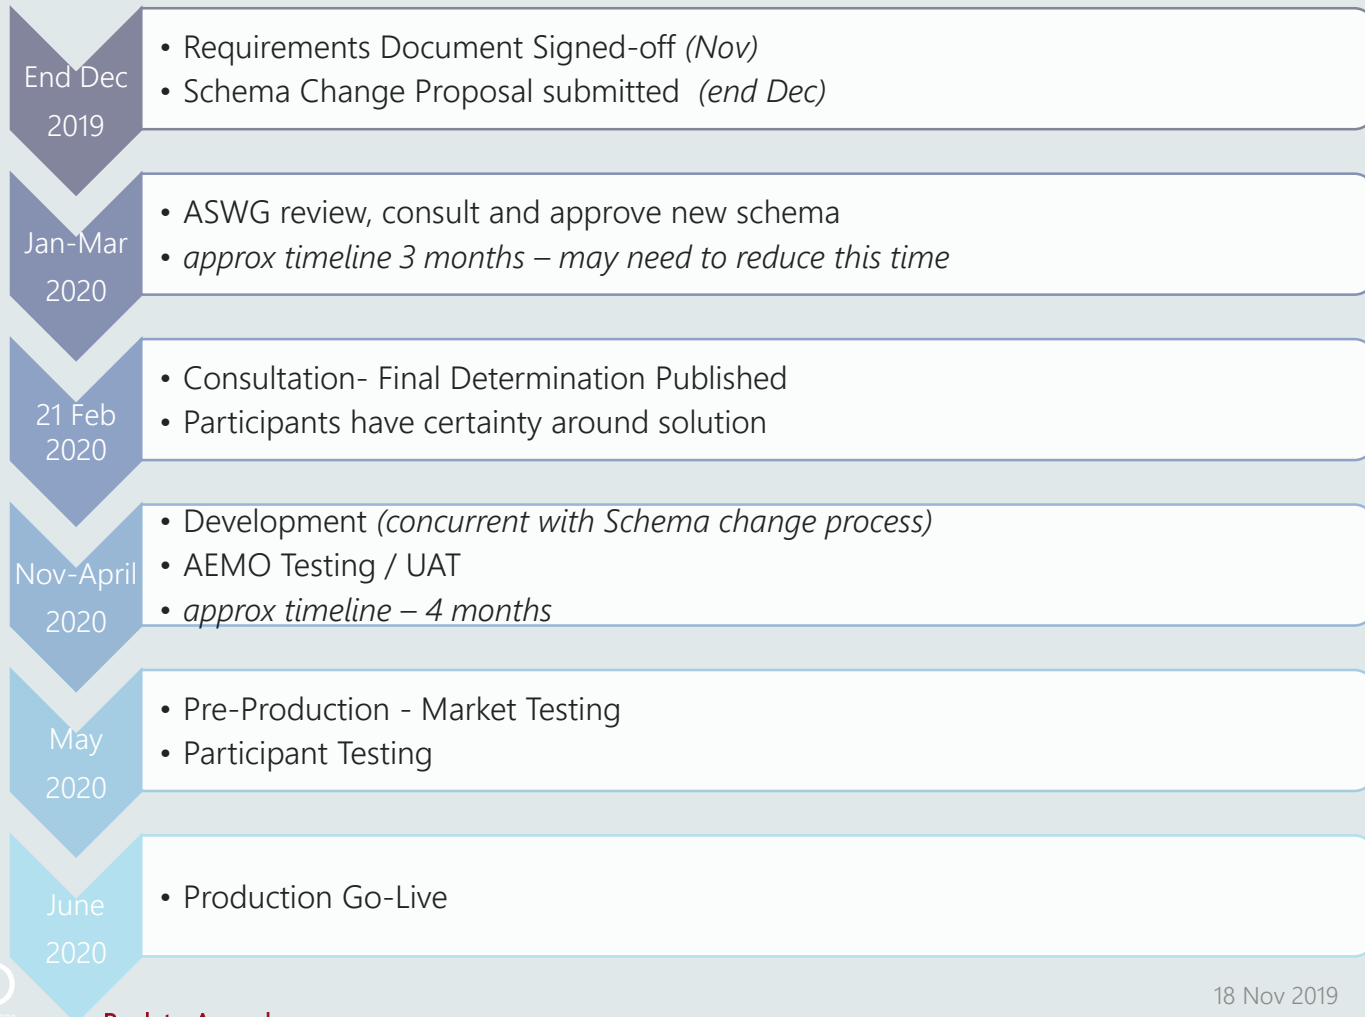 End Dec
2019
• Requirements Document Signed-off (Nov)
• Schema Change Proposal submitted (end Dec)
Jan-Mar
2020
• ASWG review, consult and approve new schema
• approx timeline 3 months – may need to reduce this time
21 Feb
2020
• Consultation- Final Determination Published
• Participants have certainty around solution
Nov-April
2020
• Development (concurrent with Schema change process)
• AEMO Testing / UAT
• approx timeline – 4 months
May
2020
• Pre-Production - Market Testing
• Participant Testing
June
2020
• Production Go-Live
18 Nov 2019